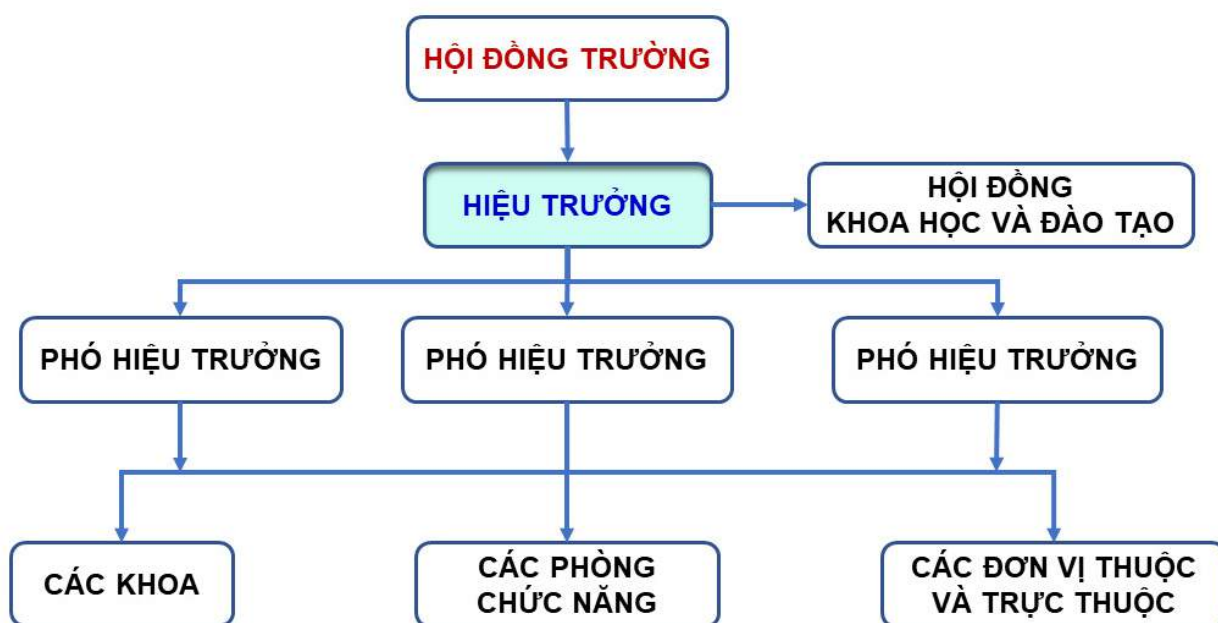 HỘI ĐỒNG TRƯỜNG
HIỆU TRƯỞNG
HỘI ĐỒNG
KHOA HỌC VÀ ĐÀO TẠO
PHÓ HIỆU TRƯỞNG
PHÓ HIỆU TRƯỞNG
PHÓ HIỆU TRƯỞNG
CÁC KHOA
CÁC PHÒNG
CHỨC NĂNG
CÁC ĐƠN VỊ THUỘC
VÀ TRỰC THUỘC